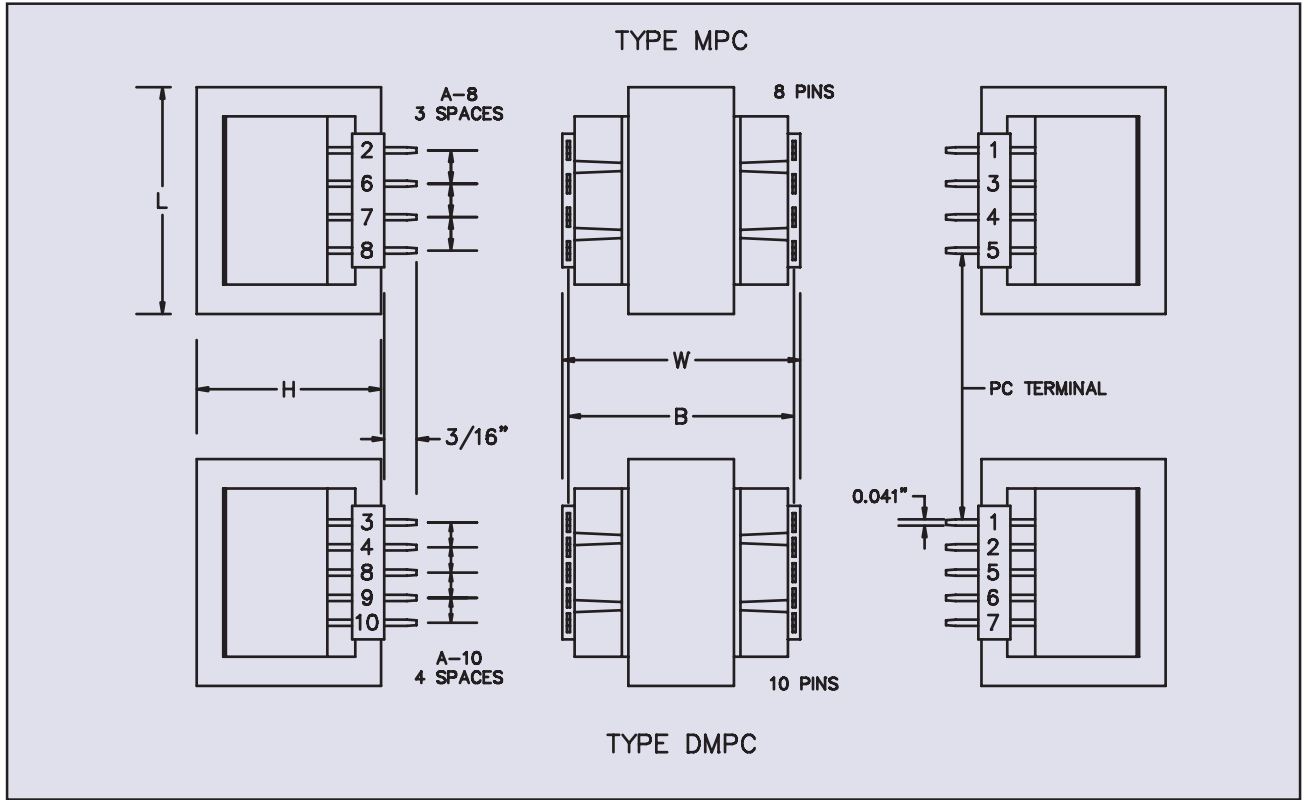 TYPE MPC
A-8
3 SPACES
8 PINS
2
6
7
8
1
3
4
5
L
W
H
B
PC TERMINAL
3/16"
0.041"
3
4
8
9
10
1
2
5
6
7
A-10
4 SPACES
10 PINS
TYPE DMPC